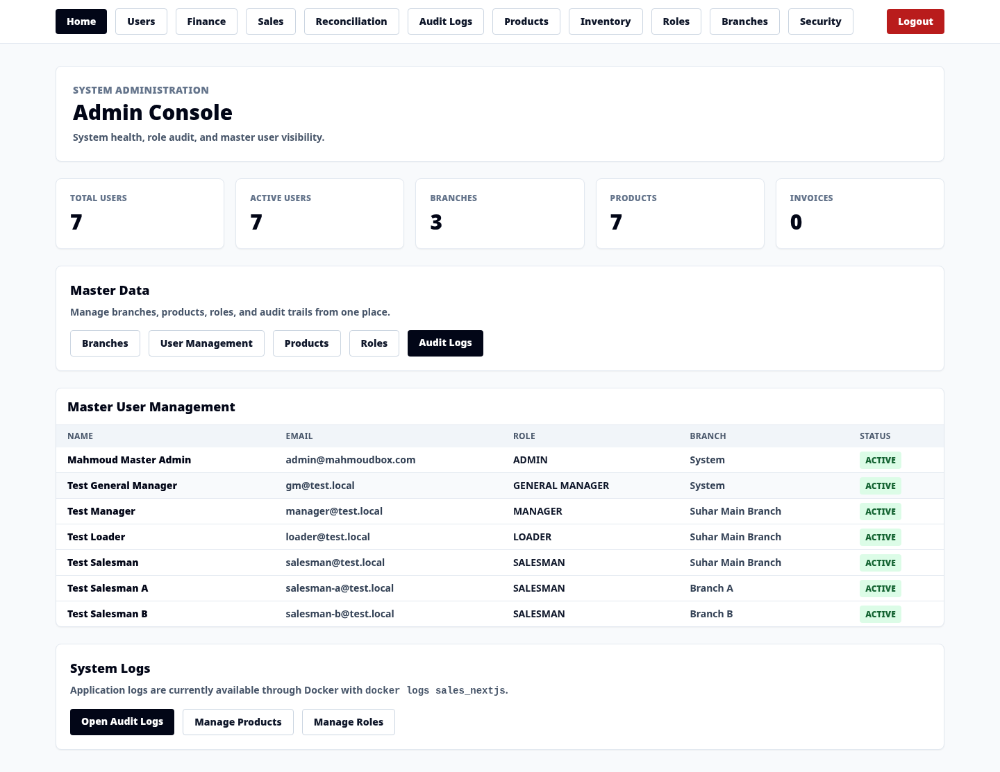 Home Users Finance Sales Reconciliation Audit Logs Products Inventory Roles Branches Security Logout
SYSTEM ADMINISTRATION
Admin Console
System health, role audit, and master user visibility.
TOTAL USERS ACTIVE USERS BRANCHES PRODUCTS INVOICES
7 7 3 7 0
Master Data
Manage branches, products, roles, and audit trails from one place.
Branches User Management Products Roles Audit Logs
Master User Management
NAME EMAIL ROLE BRANCH STATUS
Mahmoud Master Admin admin@mahmoudbox.com ADMIN System ACTIVE
Test General Manager gm@test.local GENERAL MANAGER System ACTIVE
Test Manager manager@test.local MANAGER Suhar Main Branch ACTIVE
Test Loader loader@test.local LOADER Suhar Main Branch ACTIVE
Test Salesman salesman@test.local SALESMAN Suhar Main Branch ACTIVE
Test Salesman A salesman-a@test.local SALESMAN Branch A ACTIVE
Test Salesman B salesman-b@test.local SALESMAN Branch B ACTIVE
System Logs
Application logs are currently available through Docker with docker logs sales_nextjs.
Open Audit Logs Manage Products Manage Roles